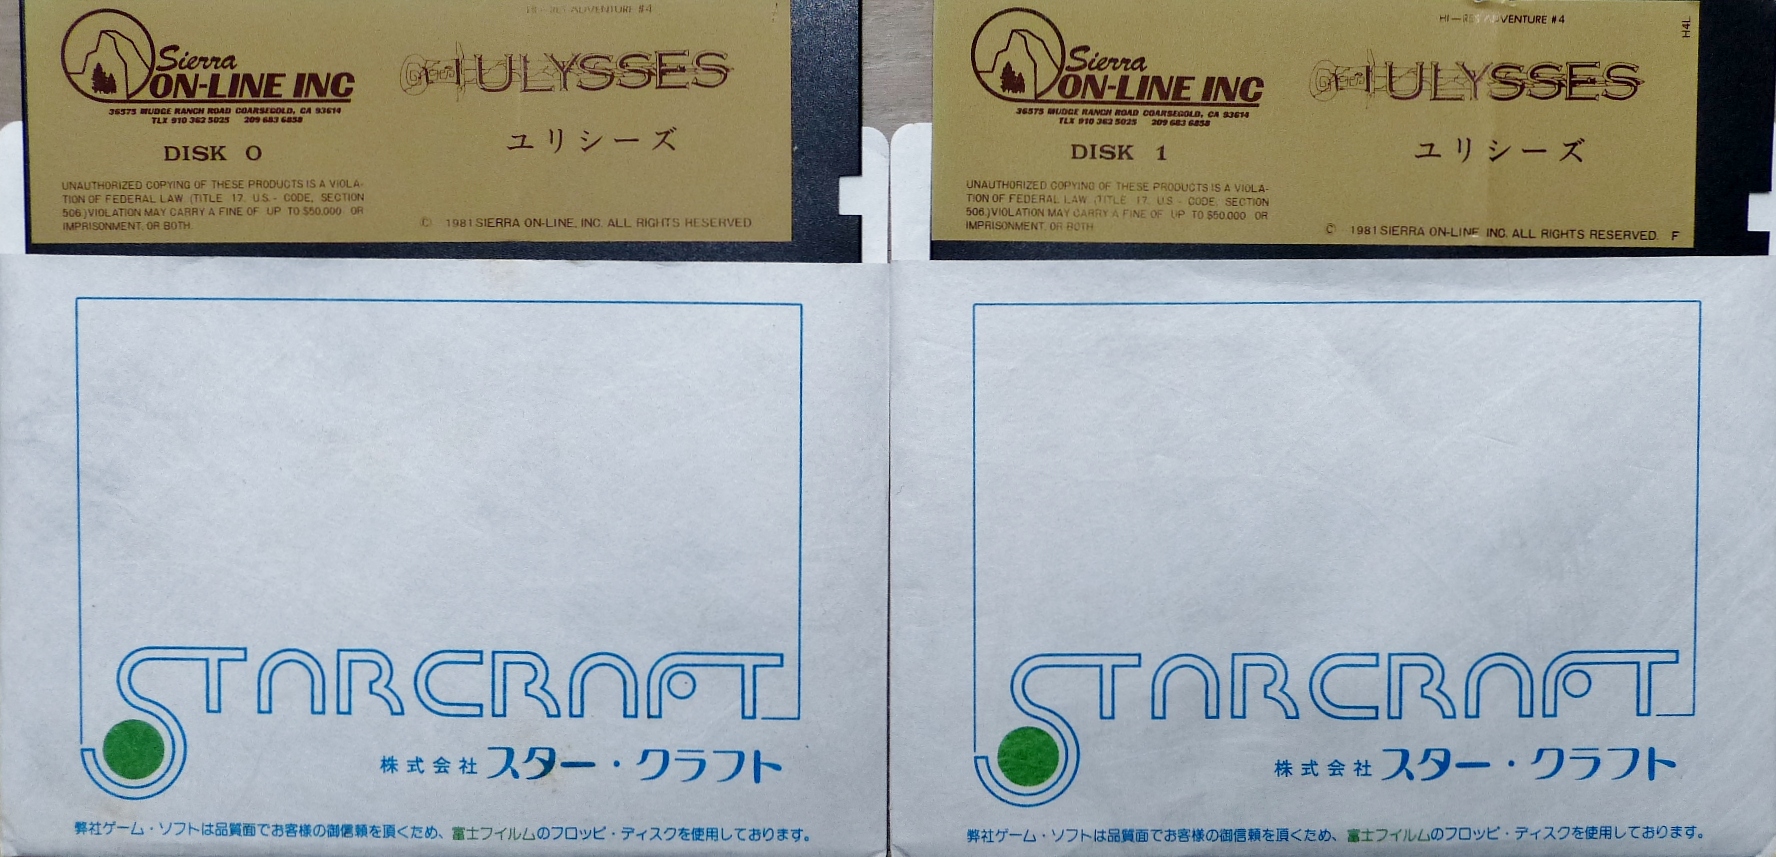 HI-RES ADVENTURE #4
Sierra
ON-LINE INC
36575 MUDGE RANCH ROAD COARSEGOLD, CA 93614
TLX 910 362 5025 209 683 6858
ULYSSES
DISK 0
ユリシーズ
UNAUTHORIZED COPYING OF THESE PRODUCTS IS A VIOLA-
TION OF FEDERAL LAW (TITLE 17. U.S.- CODE, SECTION
506.)VIOLATION MAY CARRY A FINE OF UP TO $50,000 OR
IMPRISONMENT, OR BOTH.
© 1981 SIERRA ON-LINE, INC. ALL RIGHTS RESERVED
STARCRAFT
株式会社 スター・クラフト
弊社ゲーム・ソフトは品質面でお客様の御信頼を頂くため、富士フイルムのフロッピ・ディスクを使用しております。
HI-RES ADVENTURE #4
H4L
Sierra
ON-LINE INC
36575 MUDGE RANCH ROAD COARSEGOLD, CA 93614
TLX 910 362 5025 209 683 6858
ULYSSES
DISK 1
ユリシーズ
UNAUTHORIZED COPYING OF THESE PRODUCTS IS A VIOLA-
TION OF FEDERAL LAW (TITLE 17. U.S - CODE, SECTION
506.)VIOLATION MAY CARRY A FINE OF UP TO $50,000 OR
IMPRISONMENT, OR BOTH
© 1981 SIERRA ON-LINE, INC. ALL RIGHTS RESERVED. F
STARCRAFT
株式会社 スター・クラフト
弊社ゲーム・ソフトは品質面でお客様の御信頼を頂くため、富士フイルムのフロッピ・ディスクを使用しております。